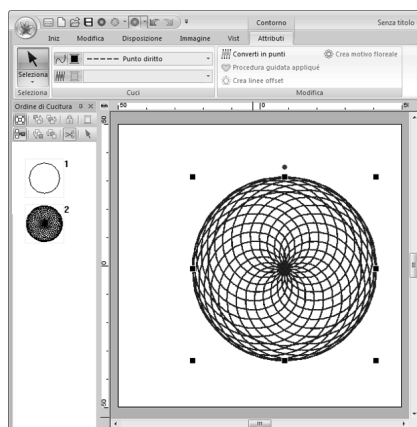 Contorno
Senza titolo
Iniz Modifica Disposizione Immagine Vist Attributi
Seleziona
Punto diritto
Converti in punti
Crea motivo floreale
Procedura guidata appliqué
Crea linee offset
Seleziona Cuci Modifica
Ordine di Cucitura
50 0 50
50
1
2
0
50